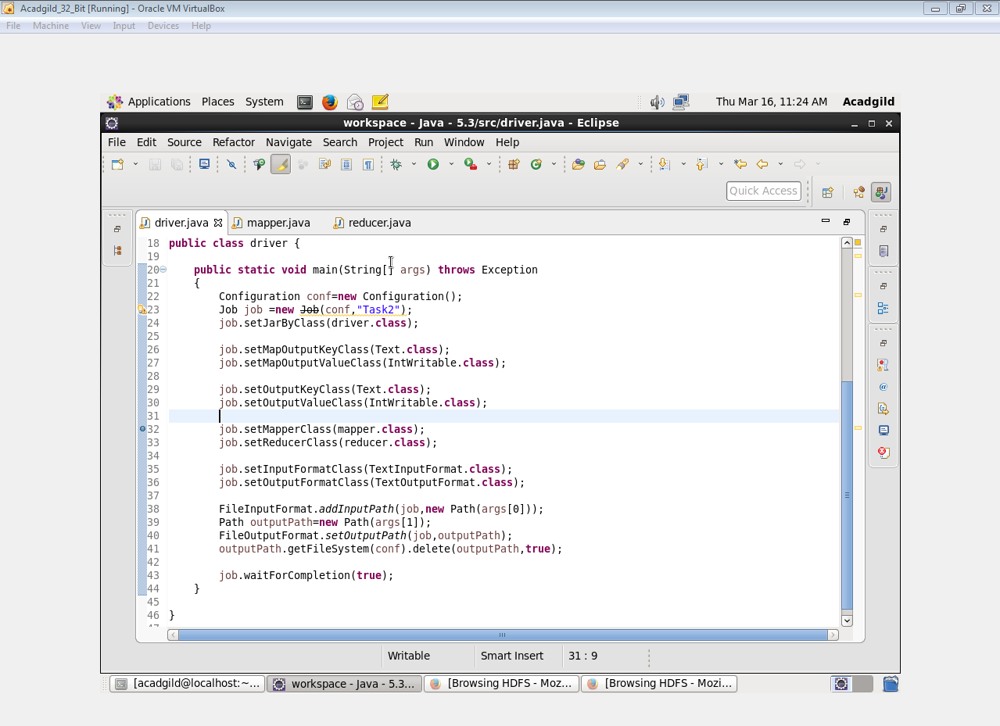 Acadgild_32_Bit [Running] - Oracle VM VirtualBox
File Machine View Input Devices Help
Applications Places System Thu Mar 16, 11:24 AM Acadgild
workspace - Java - 5.3/src/driver.java - Eclipse
File Edit Source Refactor Navigate Search Project Run Window Help
Quick Access
driver.java mapper.java reducer.java
18 public class driver {
19
20 public static void main(String[] args) throws Exception
21 {
22 Configuration conf=new Configuration();
23 Job job =new Job(conf,"Task2");
24 job.setJarByClass(driver.class);
25
26 job.setMapOutputKeyClass(Text.class);
27 job.setMapOutputValueClass(IntWritable.class);
28
29 job.setOutputKeyClass(Text.class);
30 job.setOutputValueClass(IntWritable.class);
31
32 job.setMapperClass(mapper.class);
33 job.setReducerClass(reducer.class);
34
35 job.setInputFormatClass(TextInputFormat.class);
36 job.setOutputFormatClass(TextOutputFormat.class);
37
38 FileInputFormat.addInputPath(job,new Path(args[0]));
39 Path outputPath=new Path(args[1]);
40 FileOutputFormat.setOutputPath(job,outputPath);
41 outputPath.getFileSystem(conf).delete(outputPath,true);
42
43 job.waitForCompletion(true);
44 }
45
46 }
Writable Smart Insert 31 : 9
[acadgild@localhost:~... workspace - Java - 5.3... [Browsing HDFS - Moz... [Browsing HDFS - Mozi...